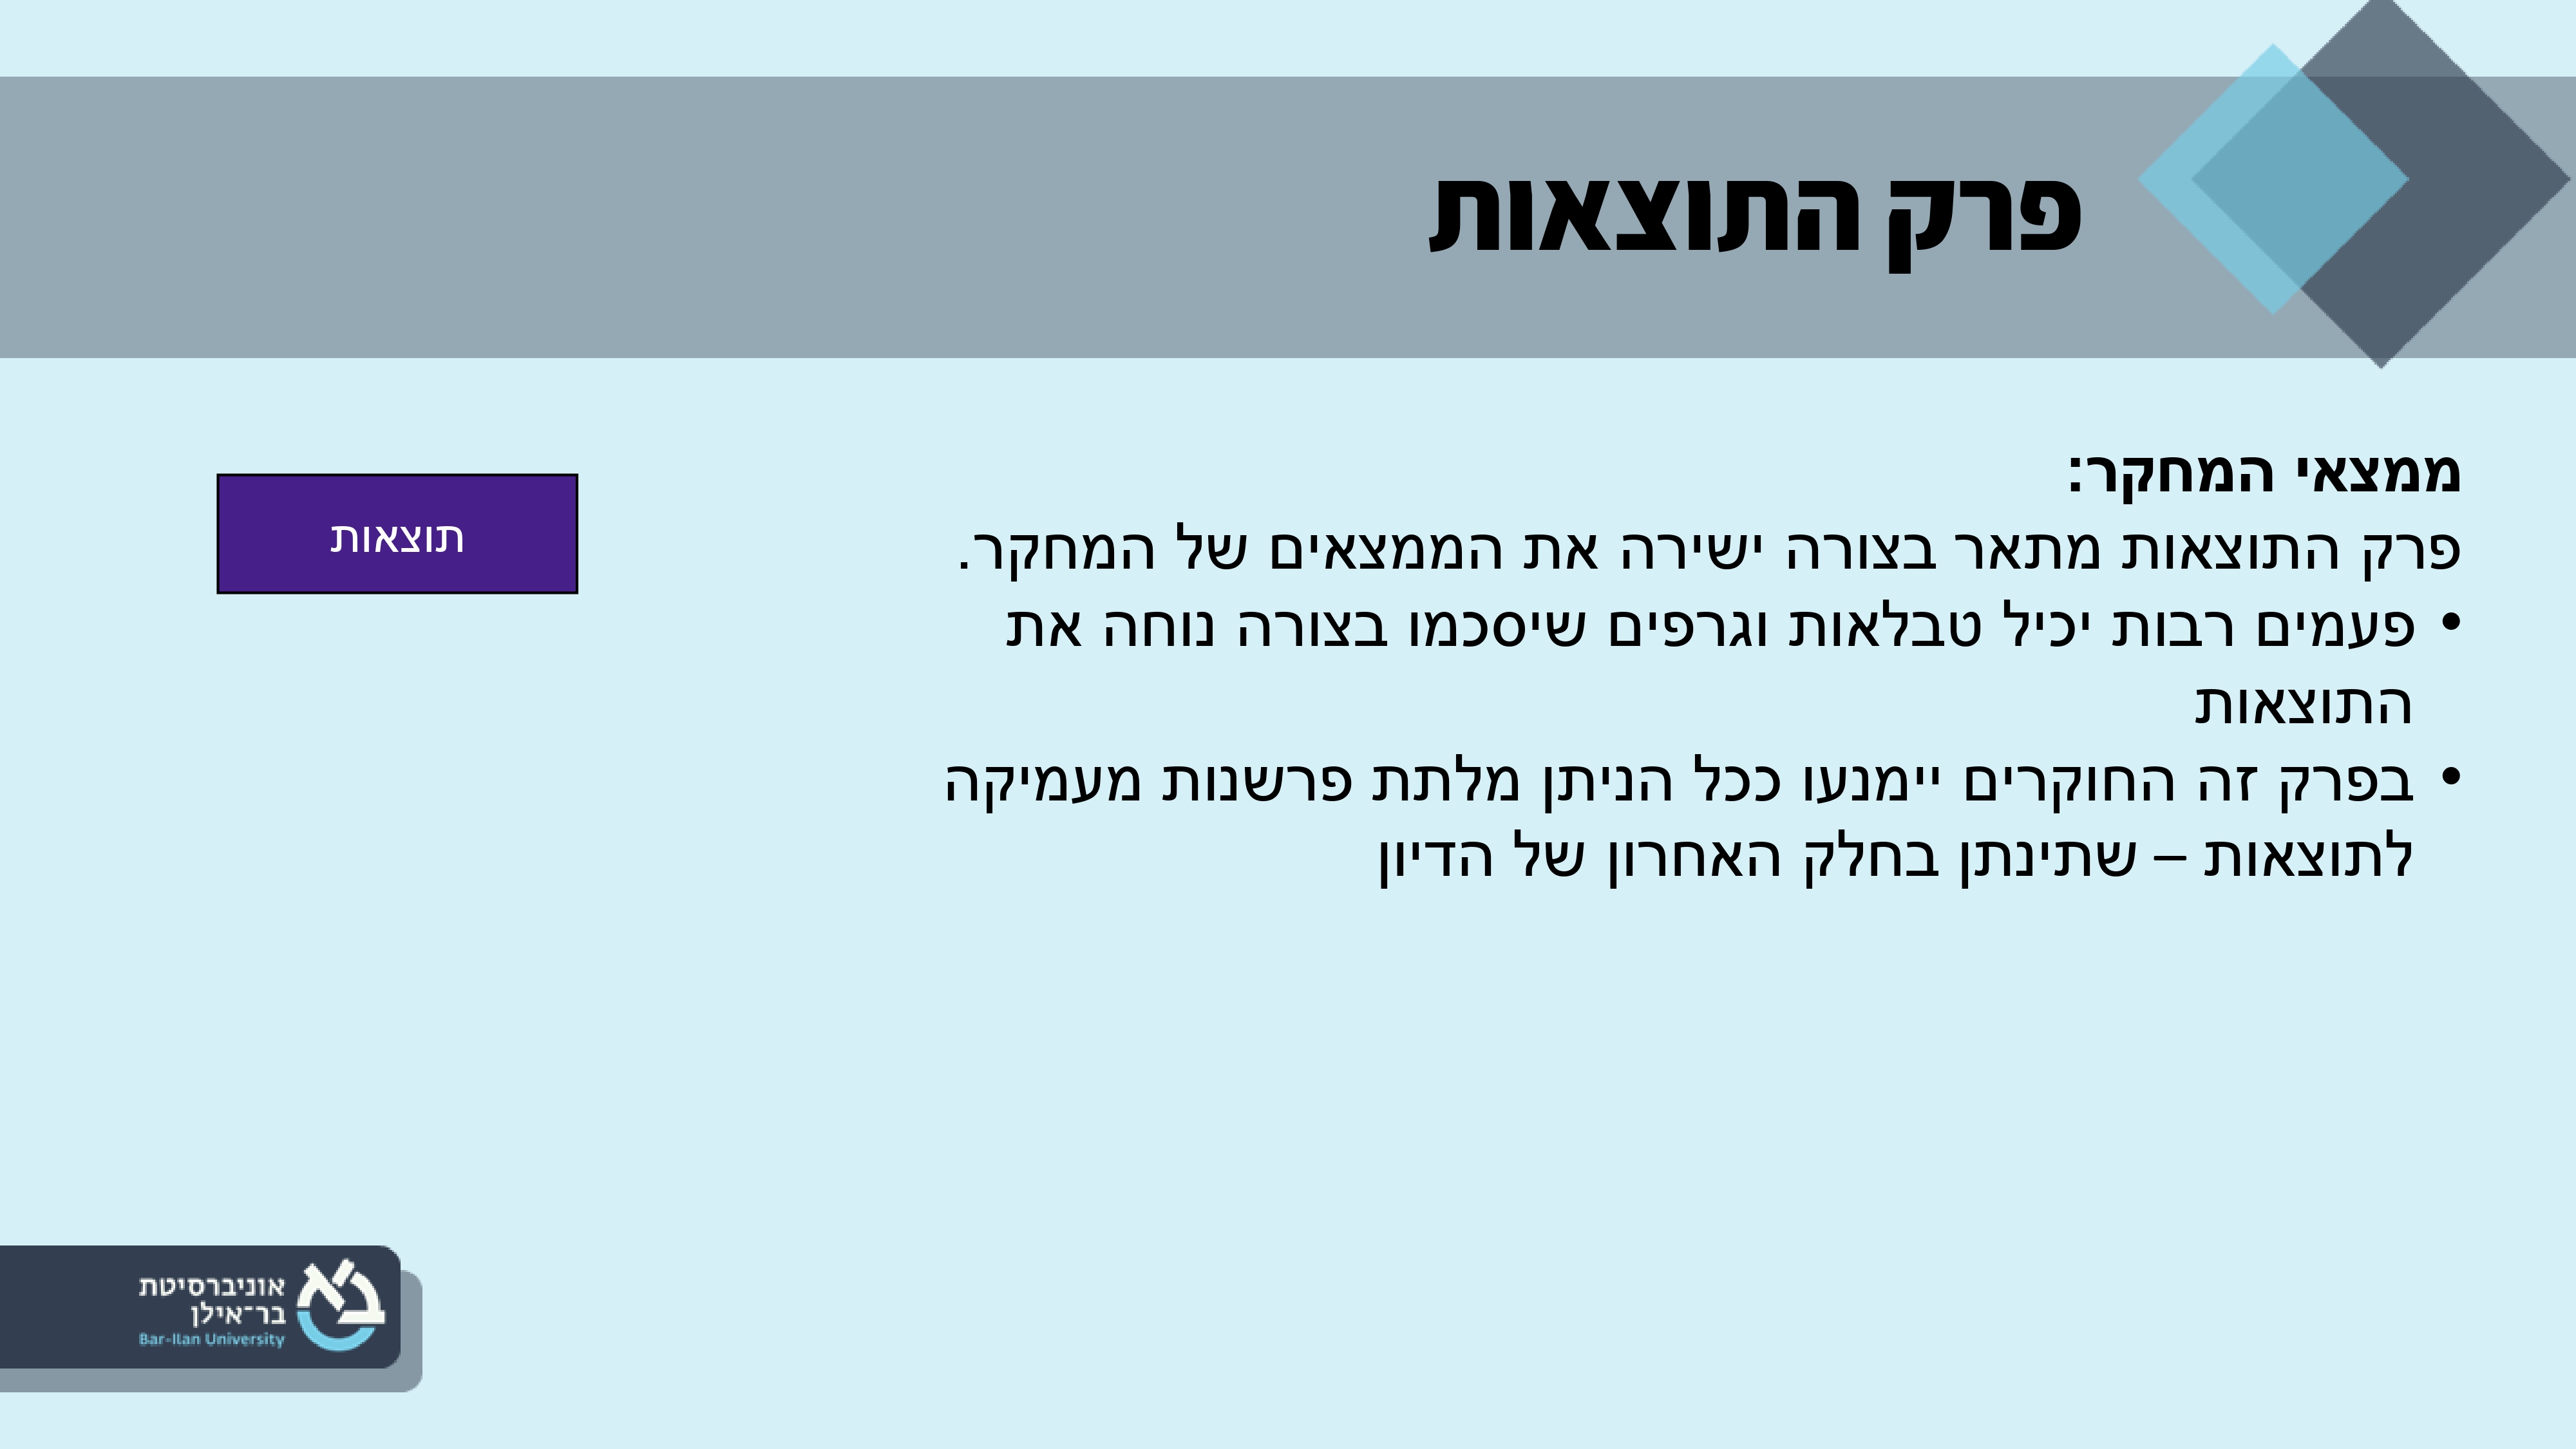 פרק התוצאות
ממצאי המחקר:
פרק התוצאות מתאר בצורה ישירה את הממצאים של המחקר.
• פעמים רבות יכיל טבלאות וגרפים שיסכמו בצורה נוחה את
התוצאות
• בפרק זה החוקרים יימנעו ככל הניתן מלתת פרשנות מעמיקה
לתוצאות – שתינתן בחלק האחרון של הדיון
תוצאות
אוניברסיטת
בר-אילן
Bar-Ilan University